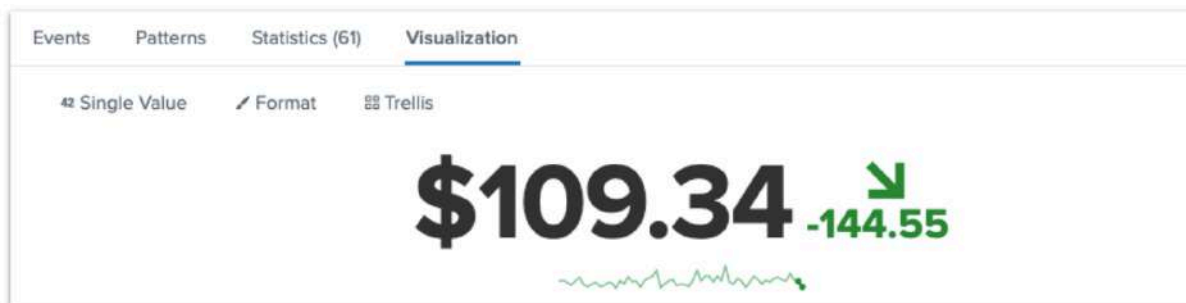 Events Patterns Statistics (61) Visualization
42 Single Value Format Trellis
$109.34
-144.55